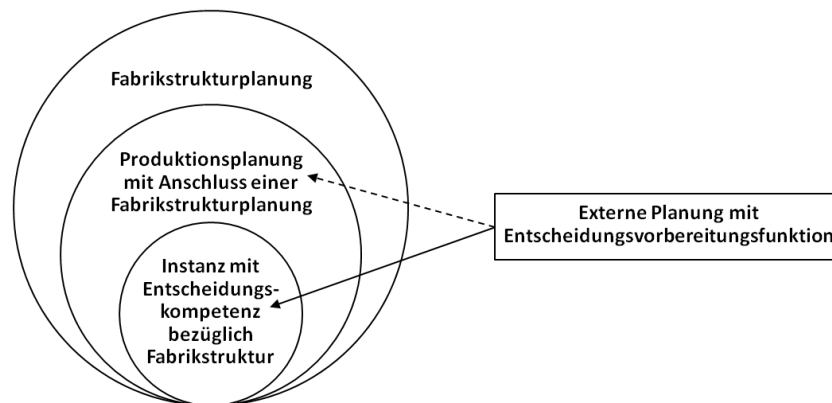 Fabrikstrukturplanung
Produktionsplanung
mit Anschluss einer
Fabrikstrukturplanung
Instanz mit
Entscheidungs-
kompetenz
bezüglich
Fabrikstruktur
Externe Planung mit
Entscheidungsvorbereitungsfunktion